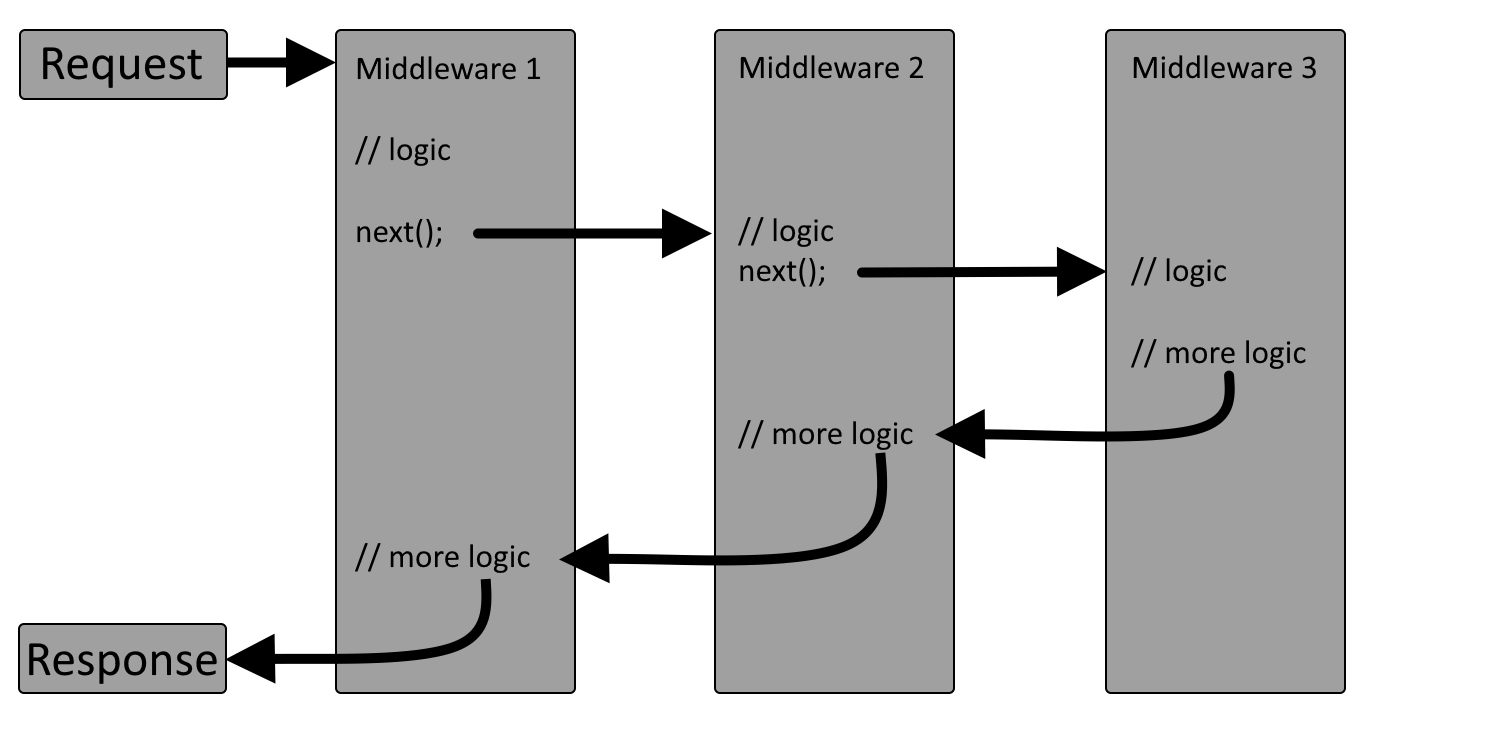 Request
Middleware 1
// logic
next();
Middleware 2
// logic
next();
Middleware 3
// logic
// more logic
// more logic
// more logic
Response